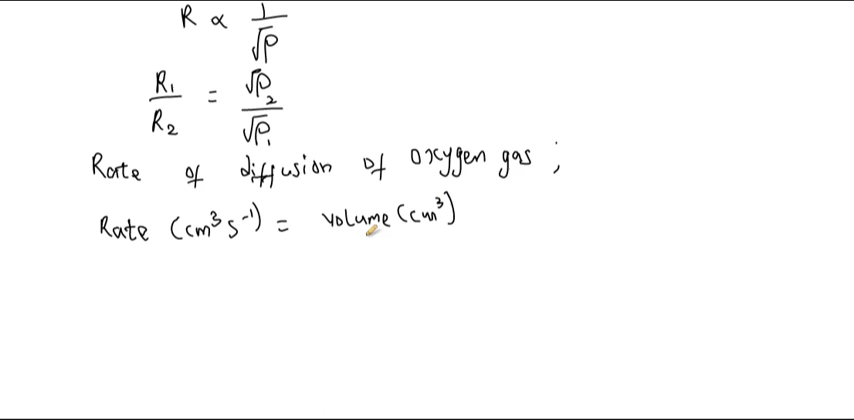 R ∝ 1/√ρ
R₁/R₂ = √ρ₂/√ρ₁
Rate of diffusion of oxygen gas ;
Rate (cm³ s⁻¹) = volume (cm³)